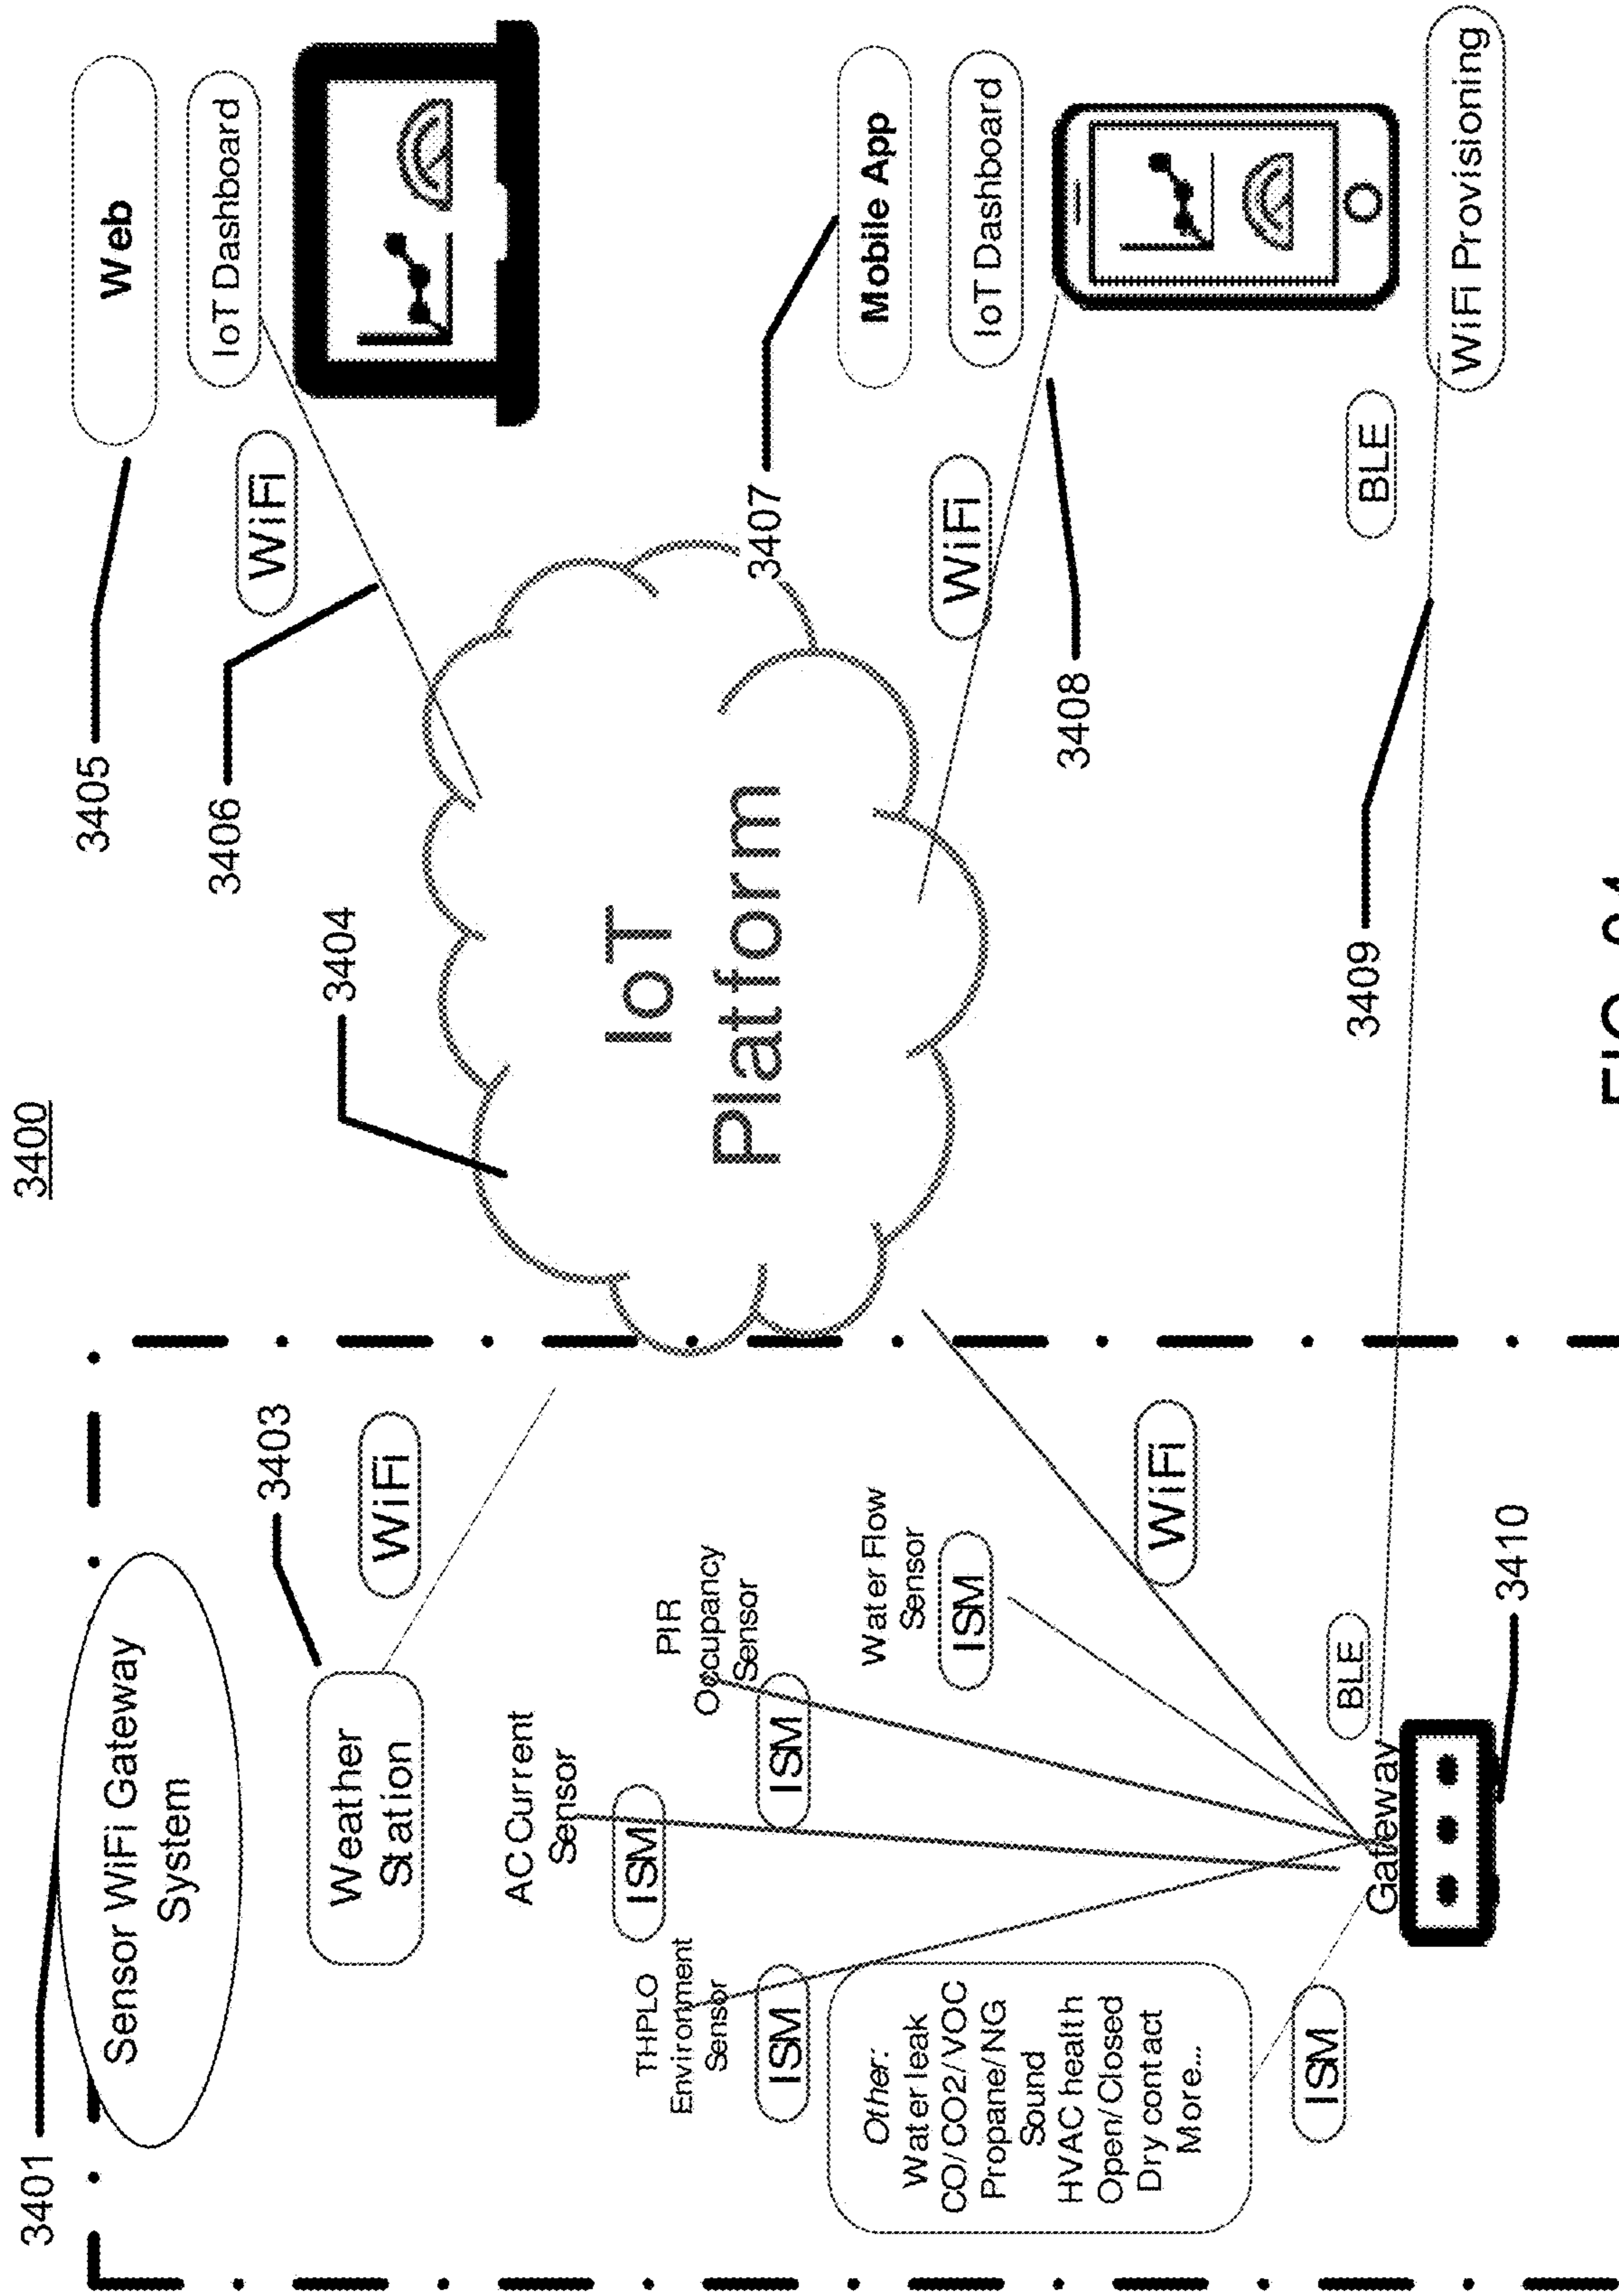 3400
3401
Sensor WiFi Gateway
System
3403
Weather
Station
WiFi
AC Current
Sensor
ISM
THPLO
Environment
Sensor
ISM
PIR
Occupancy
Sensor
ISM
Water Flow
Sensor
ISM
Other:
Water leak
CO/CO2/VOC
Propane/NG
Sound
HVAC health
Open/Closed
Dry contact
More...
ISM
Gateway
BLE
WiFi
3410
3404
IoT
Platform
3405
Web
3406
IoT Dashboard
WiFi
3407
Mobile App
IoT Dashboard
WiFi
3408
BLE
3409
WiFi Provisioning